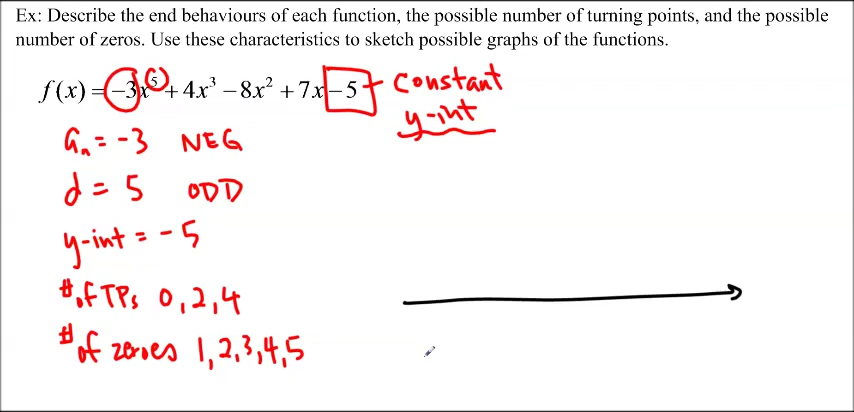 Ex: Describe the end behaviours of each function, the possible number of turning points, and the possible
number of zeros. Use these characteristics to sketch possible graphs of the functions.
f(x) = −3x⁵ + 4x³ − 8x² + 7x − 5 constant
y-int
aₙ = -3 NEG
d = 5 ODD
y-int = -5
# of TPs 0, 2, 4
# of zeroes 1, 2, 3, 4, 5